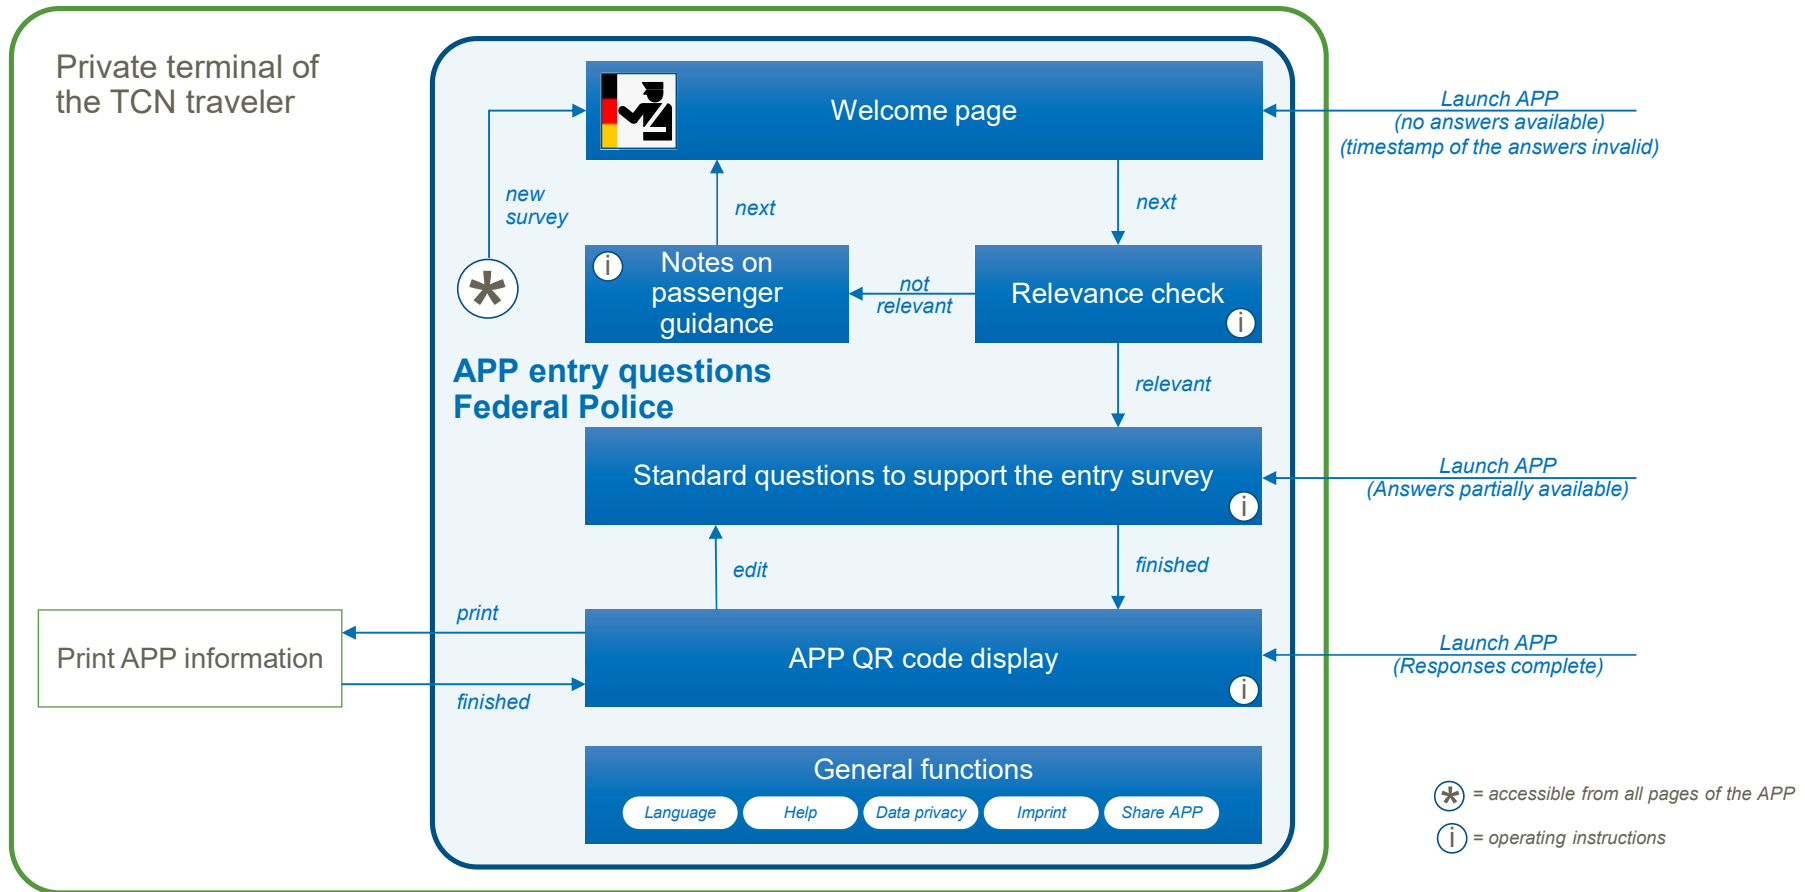 Private terminal of
the TCN traveler
Welcome page
Launch APP
(no answers available)
(timestamp of the answers invalid)
new
survey
next
next
i
Notes on
passenger
guidance
not
relevant
Relevance check
i
*
APP entry questions
Federal Police
relevant
Standard questions to support the entry survey
i
Launch APP
(Answers partially available)
edit
finished
print
Print APP information
finished
APP QR code display
i
Launch APP
(Responses complete)
General functions
Language
Help
Data privacy
Imprint
Share APP
* = accessible from all pages of the APP
i = operating instructions